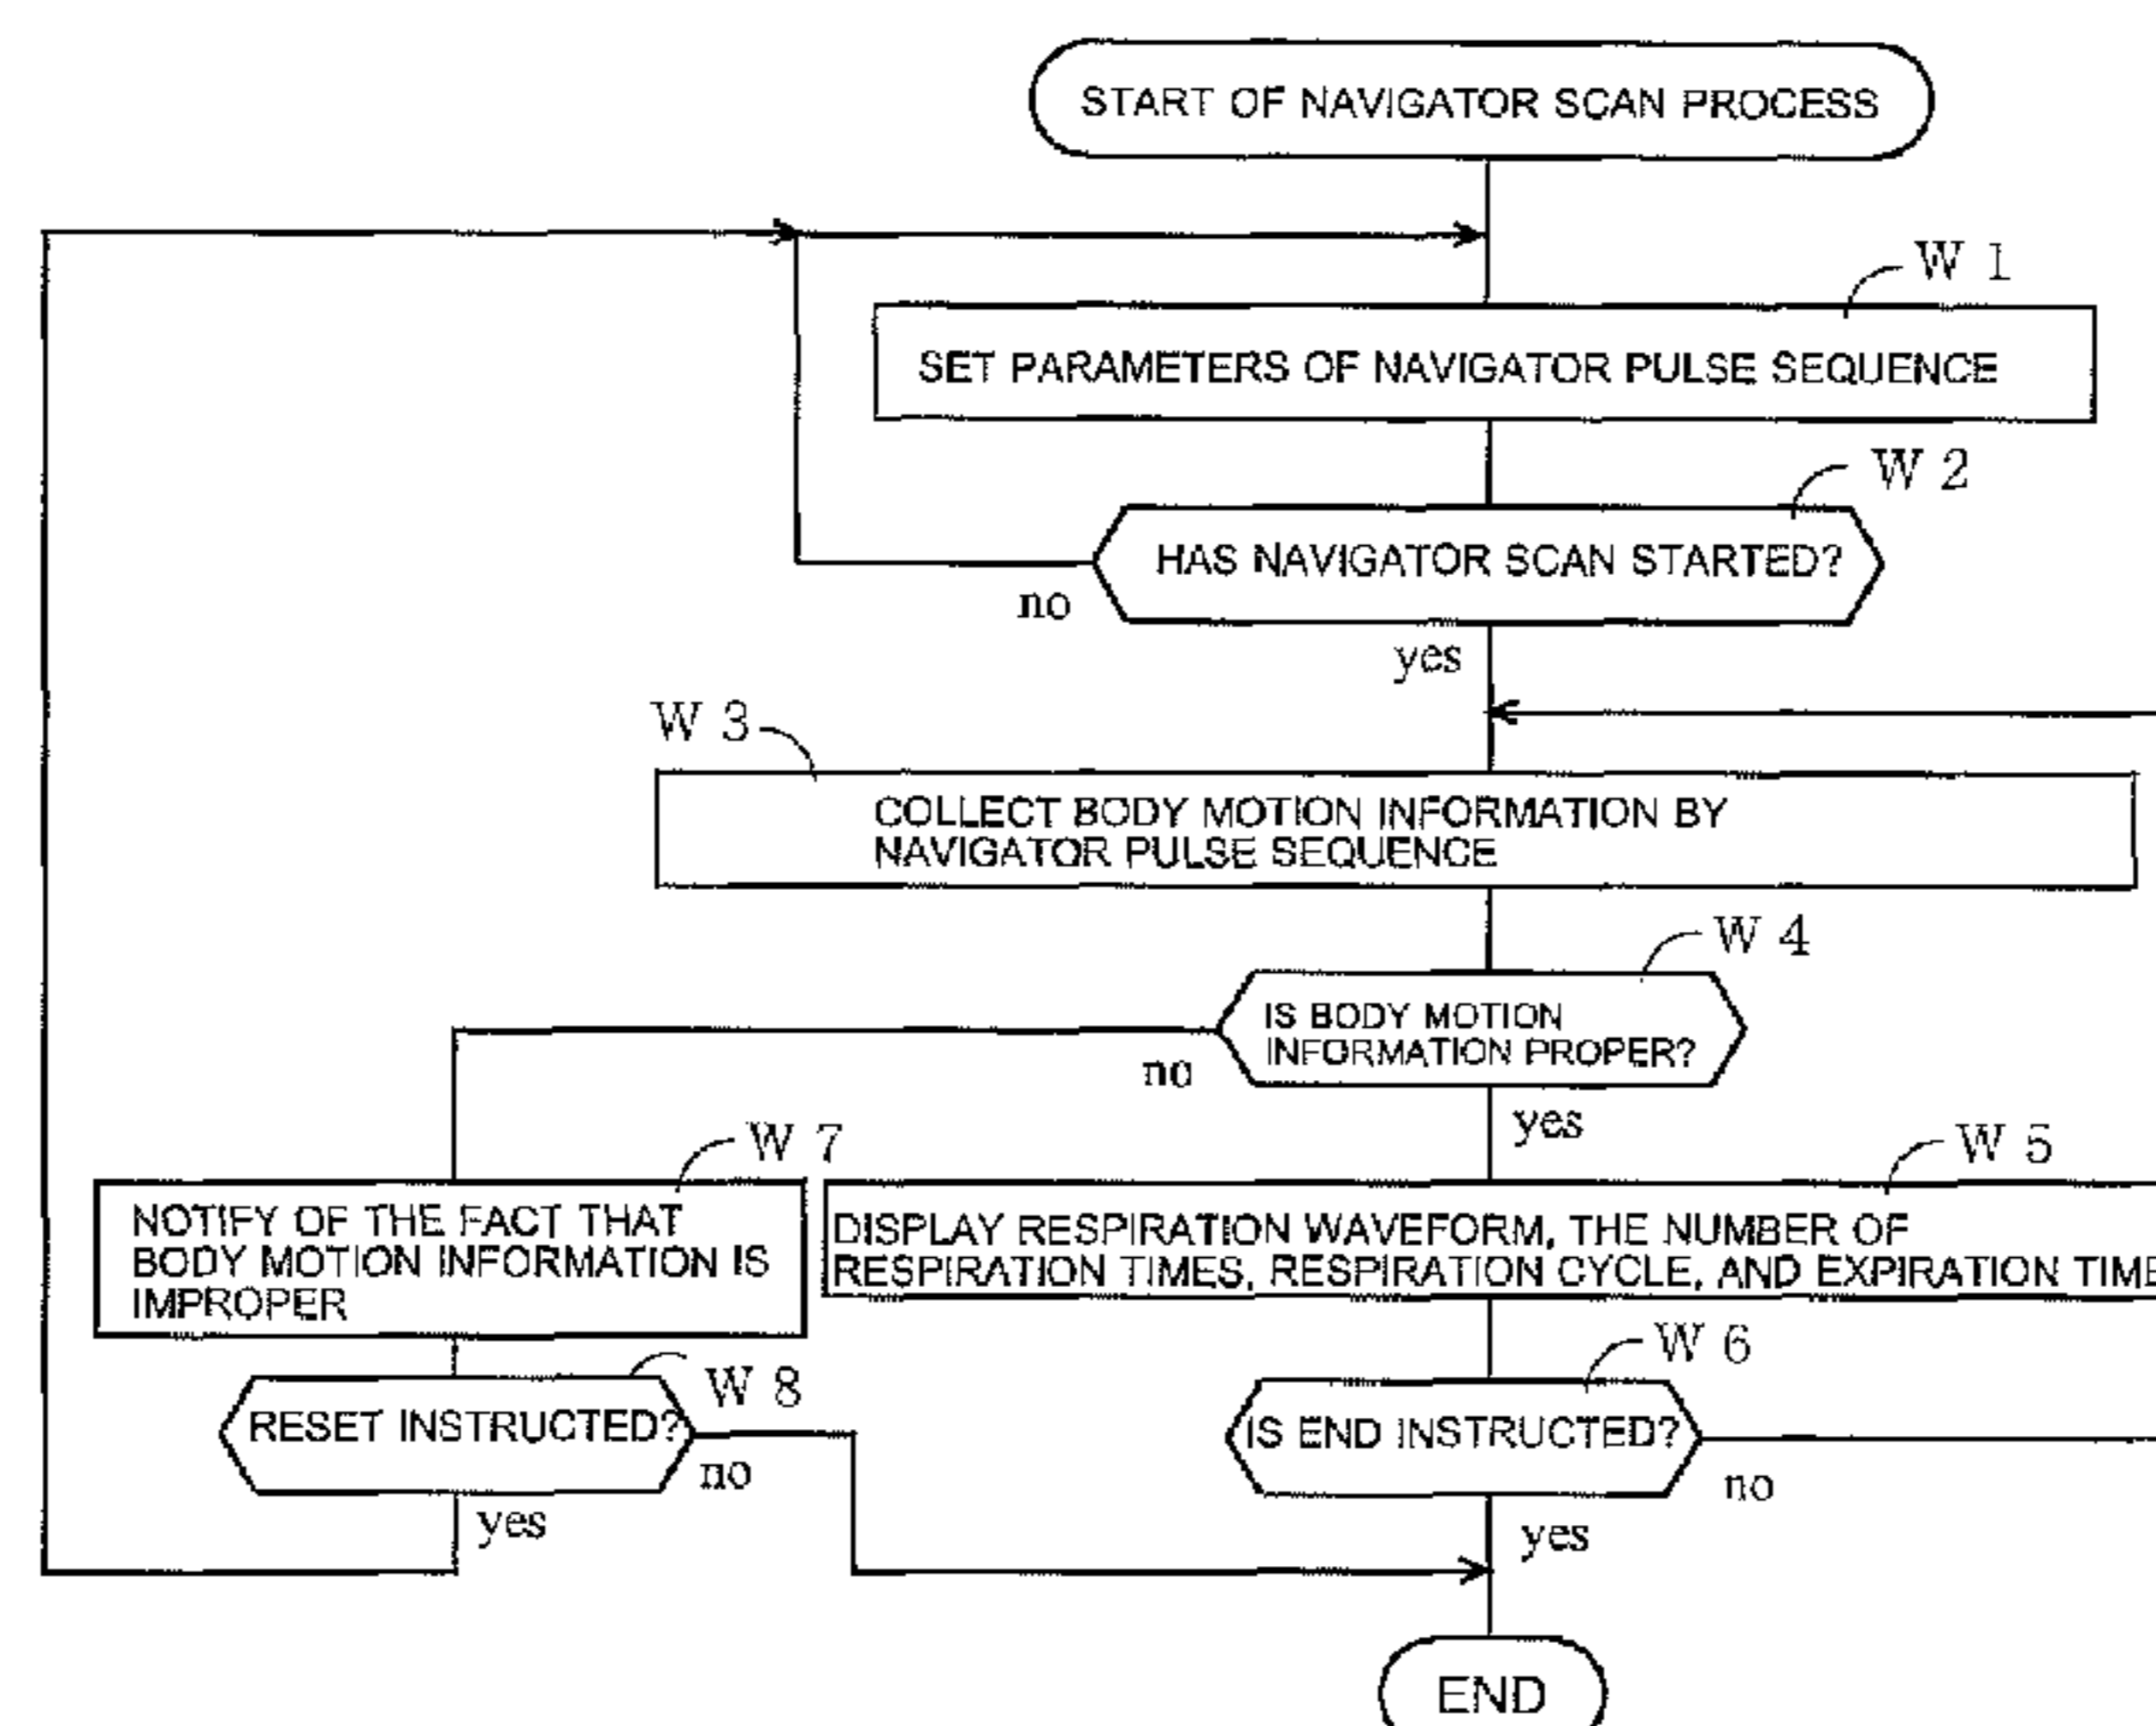 START OF NAVIGATOR SCAN PROCESS
W 1
SET PARAMETERS OF NAVIGATOR PULSE SEQUENCE
W 2
HAS NAVIGATOR SCAN STARTED?
no
yes
W 3
COLLECT BODY MOTION INFORMATION BY
NAVIGATOR PULSE SEQUENCE
W 4
IS BODY MOTION
INFORMATION PROPER?
no
yes
W 7
NOTIFY OF THE FACT THAT
BODY MOTION INFORMATION IS
IMPROPER
W 5
DISPLAY RESPIRATION WAVEFORM, THE NUMBER OF
RESPIRATION TIMES, RESPIRATION CYCLE, AND EXPIRATION TIME
W 8
RESET INSTRUCTED?
no
yes
W 6
IS END INSTRUCTED?
no
yes
END